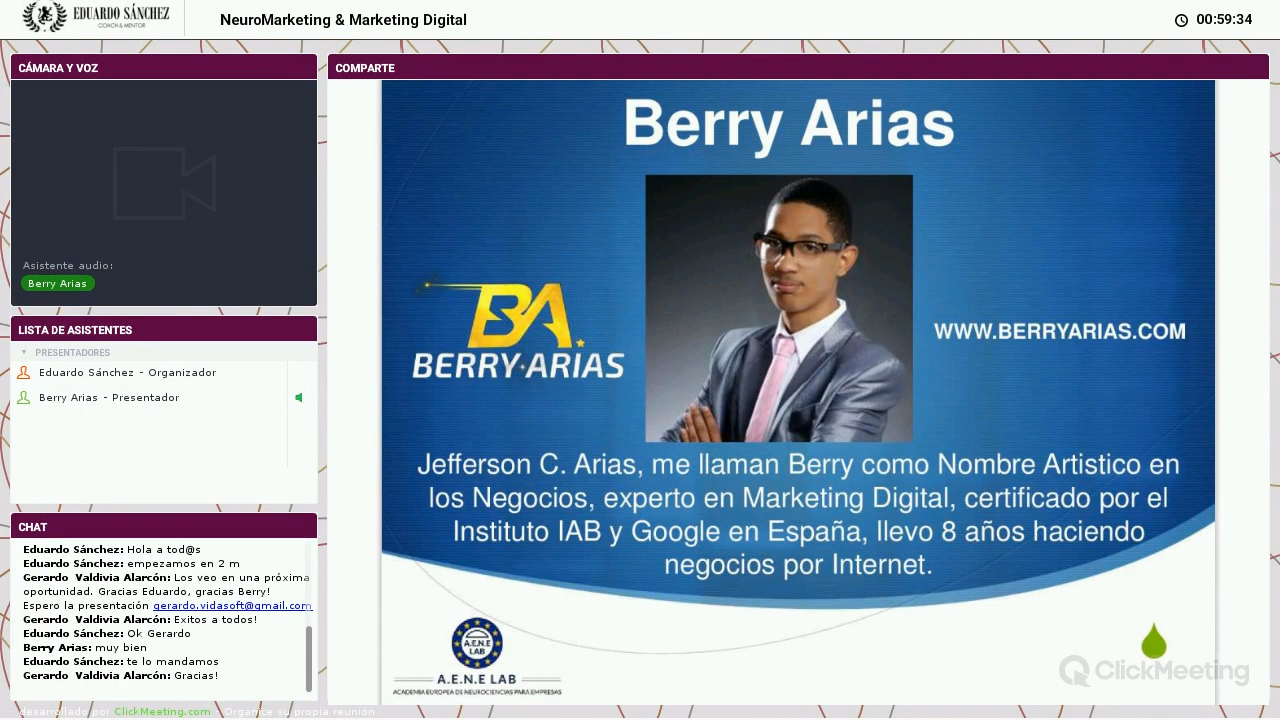 EDUARDO SÁNCHEZ
COACH & MENTOR
NeuroMarketing & Marketing Digital
00:59:34
CÁMARA Y VOZ
Asistente audio:
Berry Arias
LISTA DE ASISTENTES
PRESENTADORES
Eduardo Sánchez - Organizador
Berry Arias - Presentador
CHAT
Eduardo Sánchez: Hola a tod@s
Eduardo Sánchez: empezamos en 2 m
Gerardo Valdivia Alarcón: Los veo en una próxima
oportunidad. Gracias Eduardo, gracias Berry!
Espero la presentación gerardo.vidasoft@gmail.com
Gerardo Valdivia Alarcón: Exitos a todos!
Eduardo Sánchez: Ok Gerardo
Berry Arias: muy bien
Eduardo Sánchez: te lo mandamos
Gerardo Valdivia Alarcón: Gracias!
desarrollado por ClickMeeting.com - Organice su propia reunión
COMPARTE
Berry Arias
BA.
BERRY ARIAS
WWW.BERRYARIAS.COM
Jefferson C. Arias, me llaman Berry como Nombre Artistico en
los Negocios, experto en Marketing Digital, certificado por el
Instituto IAB y Google en España, llevo 8 años haciendo
negocios por Internet.
A.E.N.E
LAB
A.E.N.E LAB
ACADEMIA EUROPEA DE NEUROCIENCIAS PARA EMPRESAS
ClickMeeting